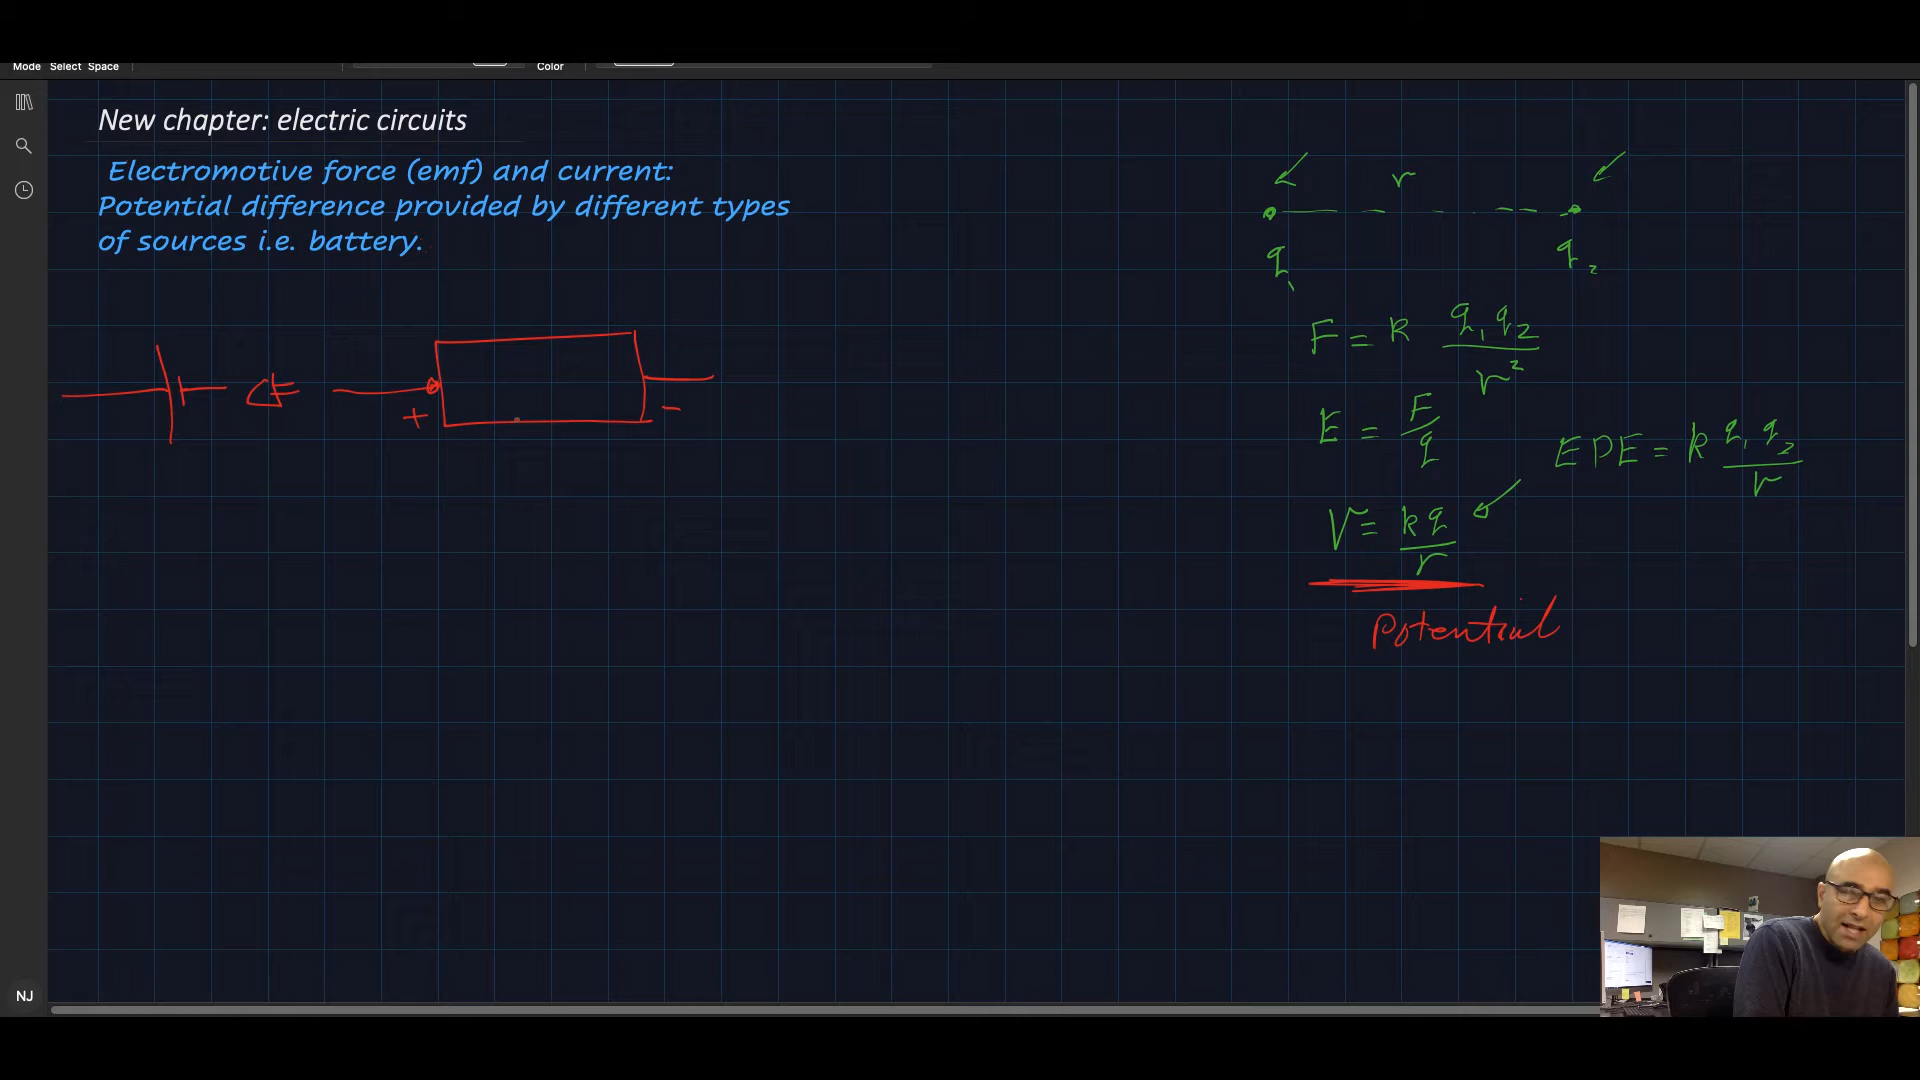 Mode Select Space Color
New chapter: electric circuits
Electromotive force (emf) and current:
Potential difference provided by different types
of sources i.e. battery.
+ -
r
q₁ q₂
F = k q₁q₂/r²
E = F/q
EPE = k q₁q₂/r
V = kq/r
Potential
NJ